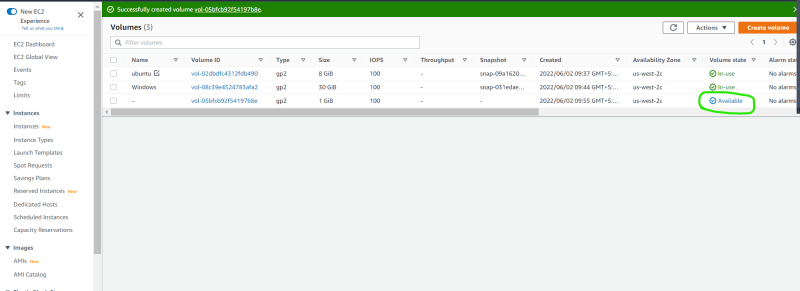 New EC2
Experience
Tell us what you think
EC2 Dashboard
EC2 Global View
Events
Tags
Limits
Instances
Instances New
Instance Types
Launch Templates
Spot Requests
Savings Plans
Reserved Instances New
Dedicated Hosts
Scheduled Instances
Capacity Reservations
Images
AMIs New
AMI Catalog
Successfully created volume vol-05bfcb92f54197b8e.
Volumes (3)
Actions
Create volume
Filter volumes
1
Name Volume ID Type Size IOPS Throughput Snapshot Created Availability Zone Volume state Alarm stat
ubuntu vol-02dbdfc4312fdb490 gp2 8 GiB 100 - snap-09a1620... 2022/06/02 09:37 GMT+5:... us-west-2c In-use No alarms
Windows vol-08c39e4524783afa2 gp2 30 GiB 100 - snap-031edae... 2022/06/02 09:44 GMT+5:... us-west-2c In-use No alarms
- vol-05bfcb92f54197b8e gp2 1 GiB 100 - - 2022/06/02 09:55 GMT+5:... us-west-2c Available No alarms